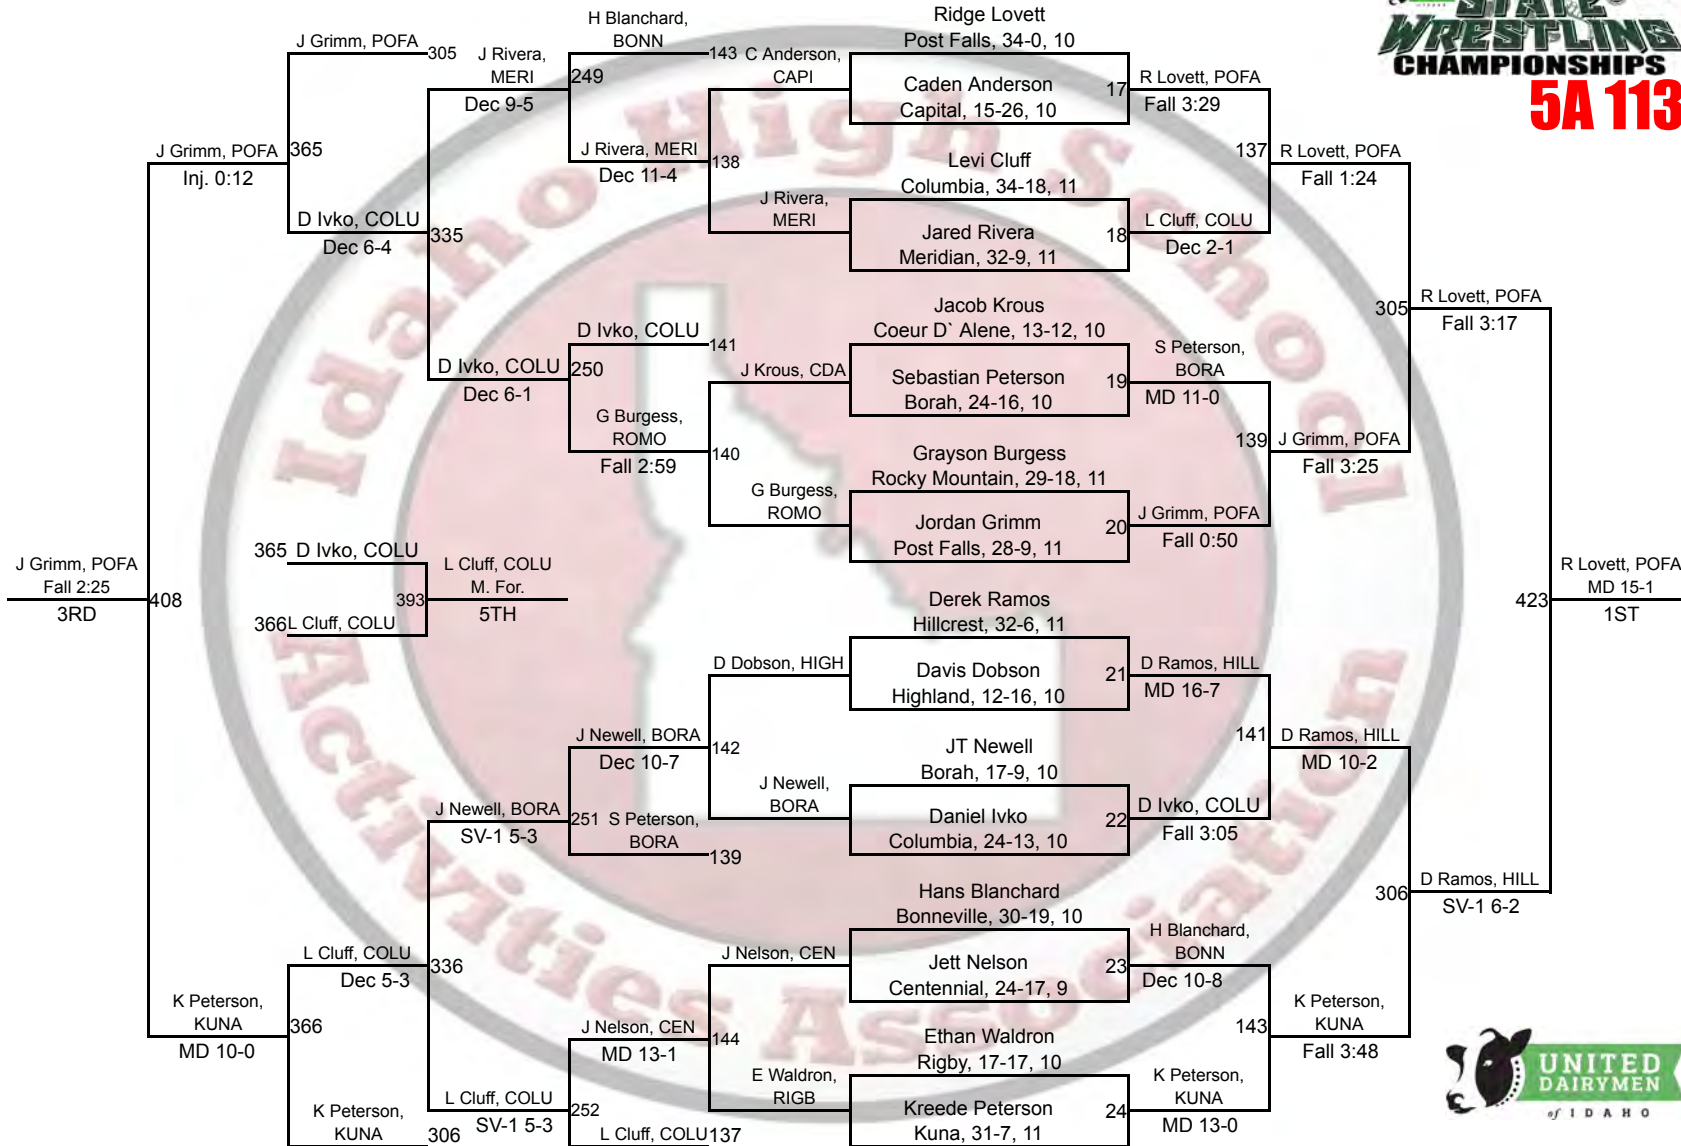 STATE
WRESTLING
CHAMPIONSHIPS
5A 113
Idaho High School
Activities Association
Ridge Lovett
Post Falls, 34-0, 10
Caden Anderson
Capital, 15-26, 10
17
Levi Cluff
Columbia, 34-18, 11
Jared Rivera
Meridian, 32-9, 11
18
Jacob Krous
Coeur D` Alene, 13-12, 10
Sebastian Peterson
Borah, 24-16, 10
19
Grayson Burgess
Rocky Mountain, 29-18, 11
Jordan Grimm
Post Falls, 28-9, 11
20
Derek Ramos
Hillcrest, 32-6, 11
Davis Dobson
Highland, 12-16, 10
21
JT Newell
Borah, 17-9, 10
Daniel Ivko
Columbia, 24-13, 10
22
Hans Blanchard
Bonneville, 30-19, 10
Jett Nelson
Centennial, 24-17, 9
23
Ethan Waldron
Rigby, 17-17, 10
Kreede Peterson
Kuna, 31-7, 11
24
R Lovett, POFA
Fall 3:29
137
L Cluff, COLU
Dec 2-1
S Peterson,
BORA
MD 11-0
139
J Grimm, POFA
Fall 0:50
D Ramos, HILL
MD 16-7
141
D Ivko, COLU
Fall 3:05
H Blanchard,
BONN
Dec 10-8
143
K Peterson,
KUNA
MD 13-0
R Lovett, POFA
Fall 1:24
305
J Grimm, POFA
Fall 3:25
D Ramos, HILL
MD 10-2
306
K Peterson,
KUNA
Fall 3:48
R Lovett, POFA
Fall 3:17
423
D Ramos, HILL
SV-1 6-2
R Lovett, POFA
MD 15-1
1ST
C Anderson,
CAPI
138
J Rivera,
MERI
J Krous, CDA
140
G Burgess,
ROMO
D Dobson, HIGH
142
J Newell,
BORA
J Nelson, CEN
144
E Waldron,
RIGB
H Blanchard,
BONN
143
249
J Rivera, MERI
Dec 11-4
D Ivko, COLU
141
250
G Burgess,
ROMO
Fall 2:59
J Newell, BORA
Dec 10-7
251
S Peterson,
BORA
139
J Nelson, CEN
MD 13-1
252
L Cluff, COLU
137
J Rivera,
MERI
Dec 9-5
335
D Ivko, COLU
Dec 6-1
J Newell, BORA
SV-1 5-3
336
L Cluff, COLU
SV-1 5-3
J Grimm, POFA
305
365
D Ivko, COLU
Dec 6-4
L Cluff, COLU
Dec 5-3
366
K Peterson,
KUNA
306
J Grimm, POFA
Inj. 0:12
408
K Peterson,
KUNA
MD 10-0
J Grimm, POFA
Fall 2:25
3RD
365 D Ivko, COLU
393
366 L Cluff, COLU
L Cluff, COLU
M. For.
5TH
UNITED
DAIRYMEN
of IDAHO